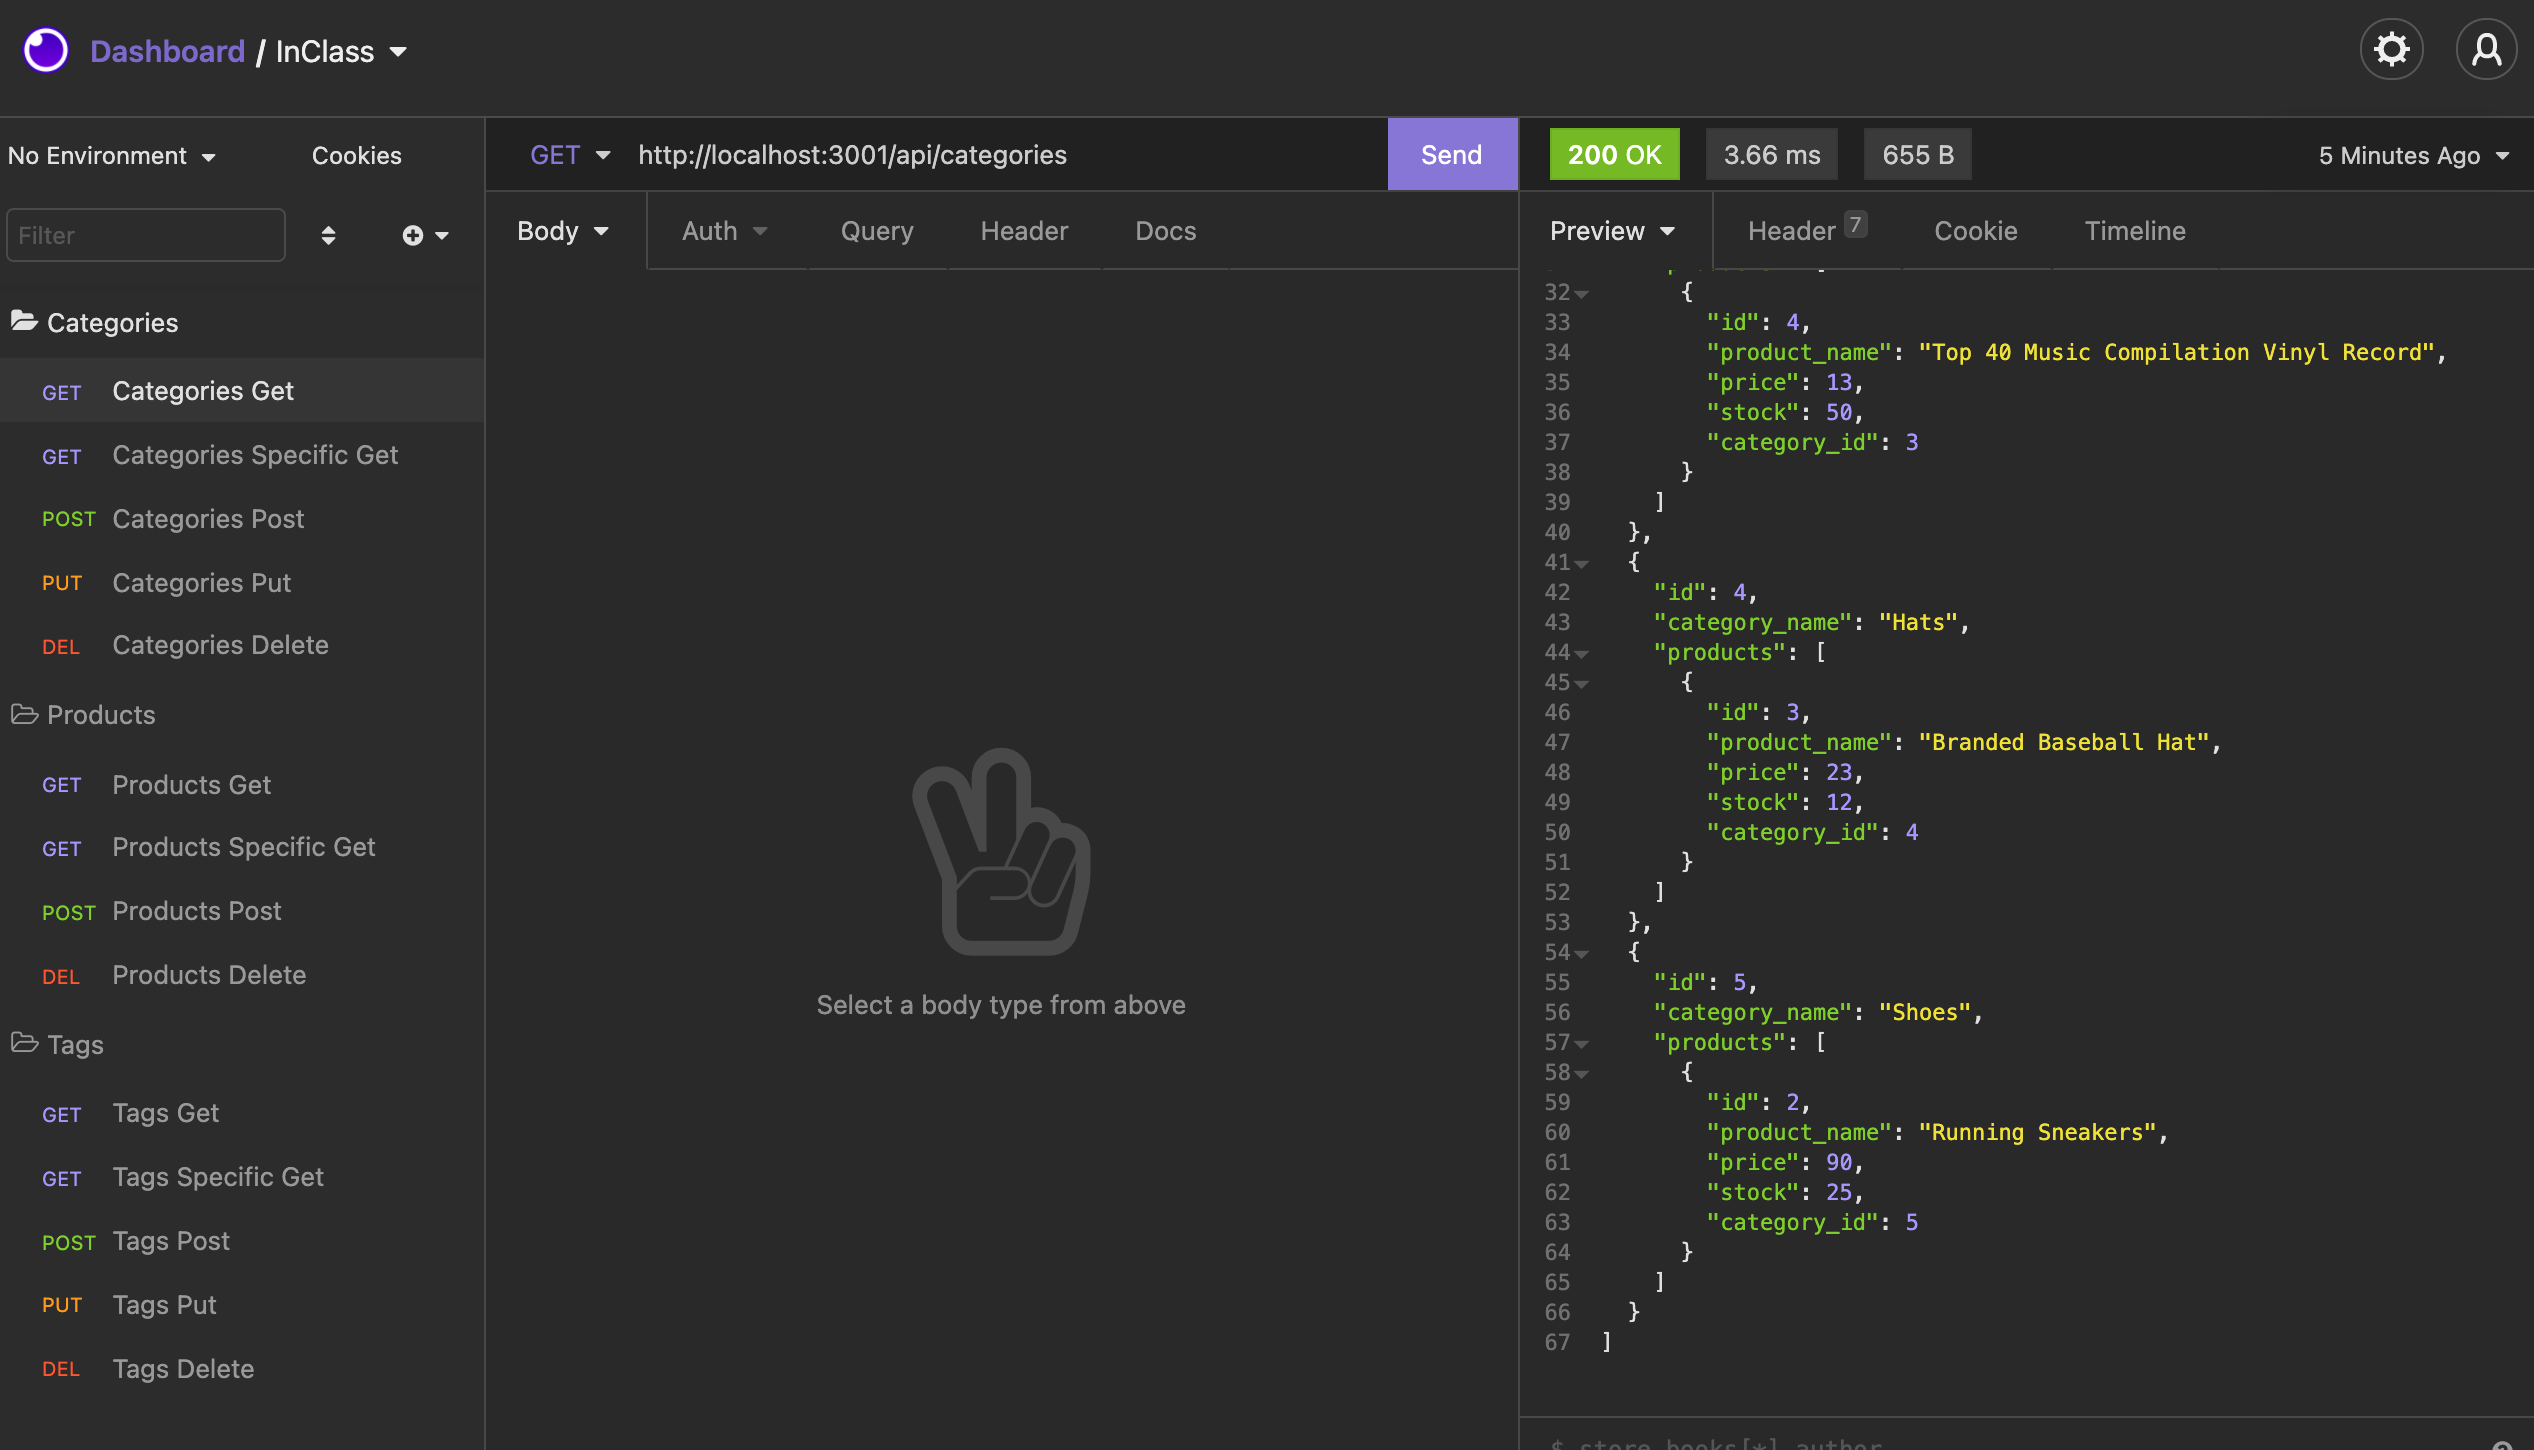 Dashboard / InClass
No Environment
Cookies
Filter
Categories
GET Categories Get
GET Categories Specific Get
POST Categories Post
PUT Categories Put
DEL Categories Delete
Products
GET Products Get
GET Products Specific Get
POST Products Post
DEL Products Delete
Tags
GET Tags Get
GET Tags Specific Get
POST Tags Post
PUT Tags Put
DEL Tags Delete
GET http://localhost:3001/api/categories Send
Body Auth Query Header Docs
Select a body type from above
200 OK 3.66 ms 655 B 5 Minutes Ago
Preview Header 7 Cookie Timeline
32 {
33 "id": 4,
34 "product_name": "Top 40 Music Compilation Vinyl Record",
35 "price": 13,
36 "stock": 50,
37 "category_id": 3
38 }
39 ]
40 },
41 {
42 "id": 4,
43 "category_name": "Hats",
44 "products": [
45 {
46 "id": 3,
47 "product_name": "Branded Baseball Hat",
48 "price": 23,
49 "stock": 12,
50 "category_id": 4
51 }
52 ]
53 },
54 {
55 "id": 5,
56 "category_name": "Shoes",
57 "products": [
58 {
59 "id": 2,
60 "product_name": "Running Sneakers",
61 "price": 90,
62 "stock": 25,
63 "category_id": 5
64 }
65 ]
66 }
67 ]
$.store.books[*].author